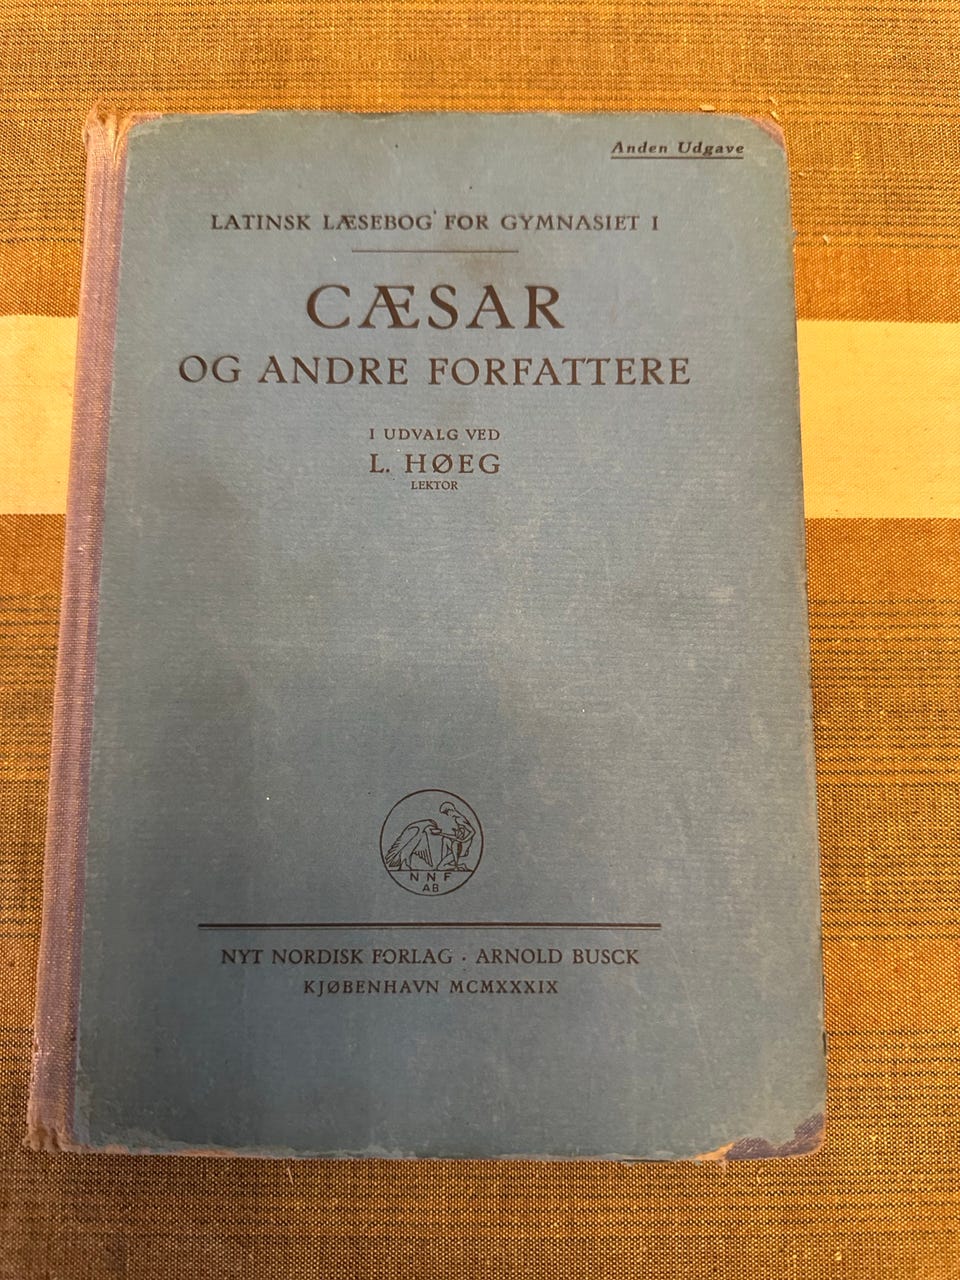 Anden Udgave
LATINSK LÆSEBOG FOR GYMNASIET I
CÆSAR
OG ANDRE FORFATTERE
I UDVALG VED
L. HØEG
LEKTOR
N N F
AB
NYT NORDISK FORLAG · ARNOLD BUSCK
KJØBENHAVN MCMXXXIX